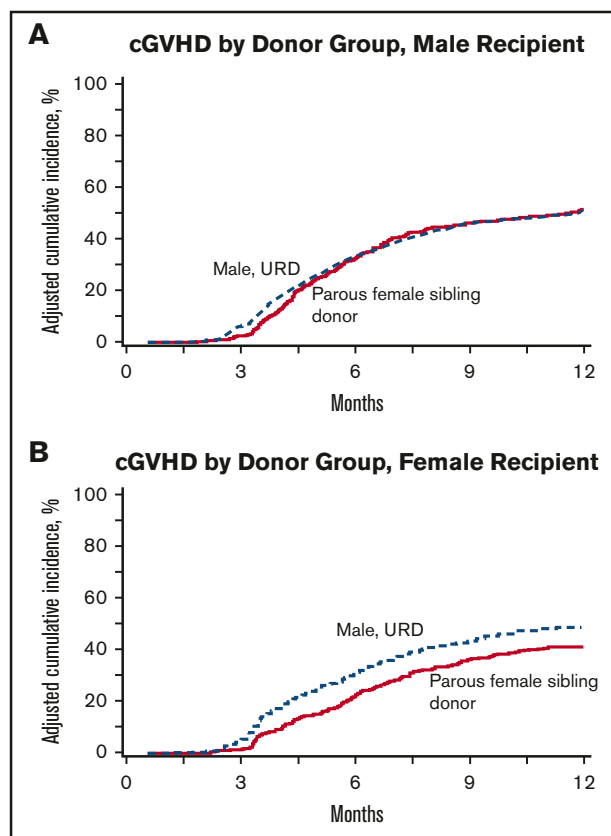 A
cGVHD by Donor Group, Male Recipient
Adjusted cumulative incidence, %
100
80
60
40
20
0
Male, URD
Parous female sibling
donor
0
3
6
9
12
Months
B
cGVHD by Donor Group, Female Recipient
Adjusted cumulative incidence, %
100
80
60
40
20
0
Male, URD
Parous female sibling
donor
0
3
6
9
12
Months